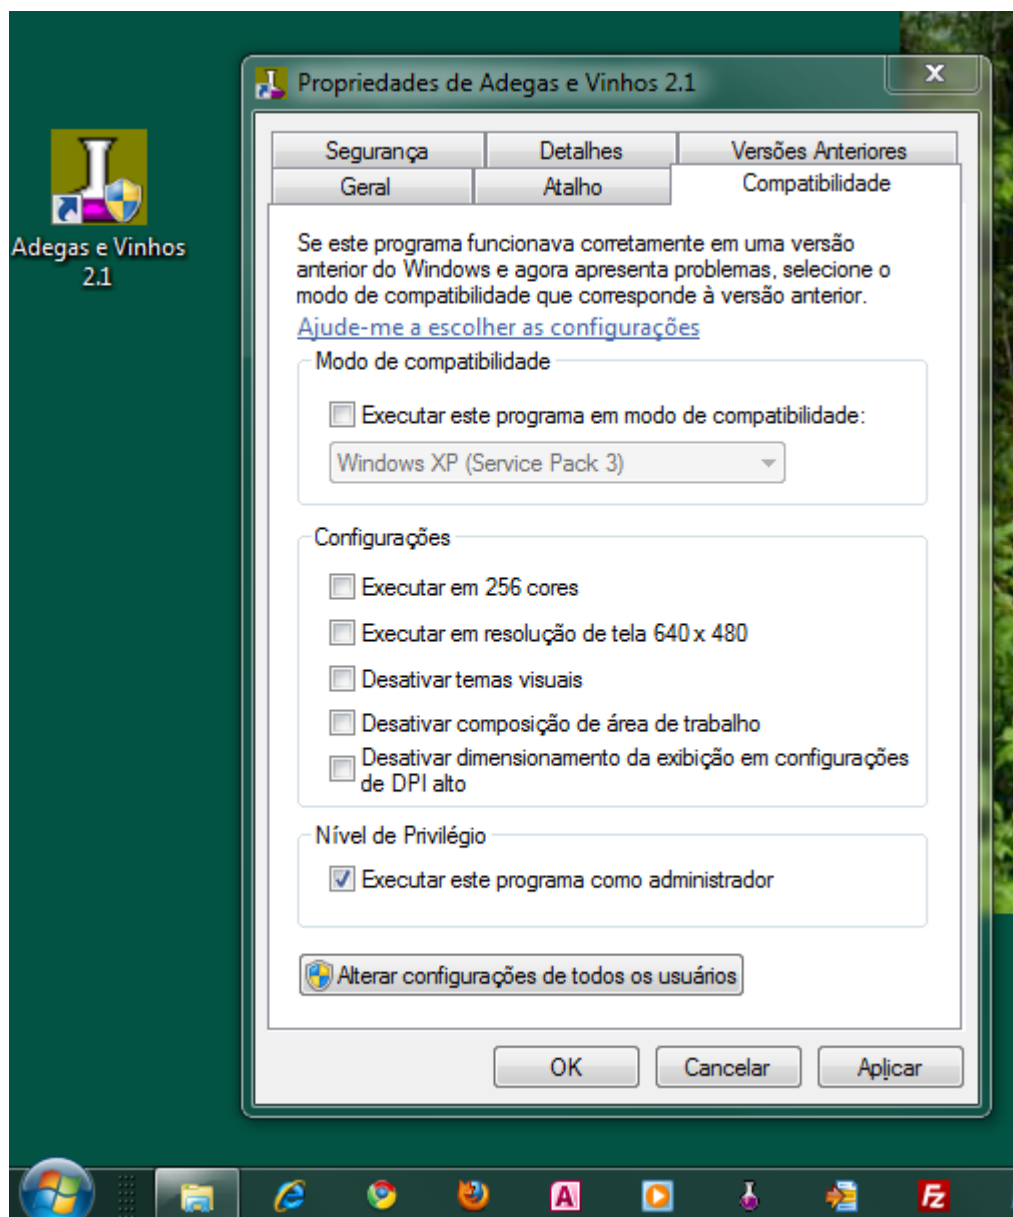 Propriedades de Adegas e Vinhos 2.1
x
Adegas e Vinhos
2.1
Segurança Detalhes Versões Anteriores
Geral Atalho Compatibilidade
Se este programa funcionava corretamente em uma versão
anterior do Windows e agora apresenta problemas, selecione o
modo de compatibilidade que corresponde à versão anterior.
Ajude-me a escolher as configurações
Modo de compatibilidade
Executar este programa em modo de compatibilidade:
Windows XP (Service Pack 3)
Configurações
Executar em 256 cores
Executar em resolução de tela 640 x 480
Desativar temas visuais
Desativar composição de área de trabalho
Desativar dimensionamento da exibição em configurações
de DPI alto
Nível de Privilégio
Executar este programa como administrador
Alterar configurações de todos os usuários
OK Cancelar Aplicar
A Fz